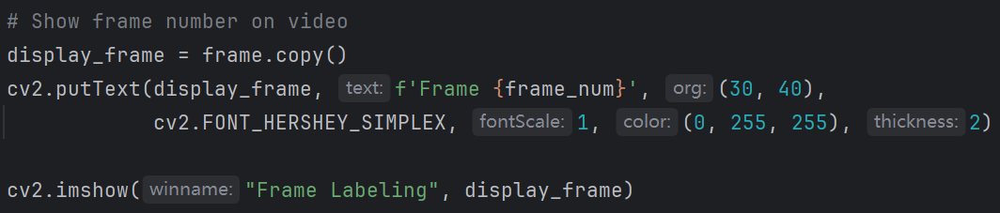 # Show frame number on video
display_frame = frame.copy()
cv2.putText(display_frame, text: f'Frame {frame_num}', org: (30, 40),
cv2.FONT_HERSHEY_SIMPLEX, fontScale: 1, color: (0, 255, 255), thickness: 2)
cv2.imshow( winname: "Frame Labeling", display_frame)